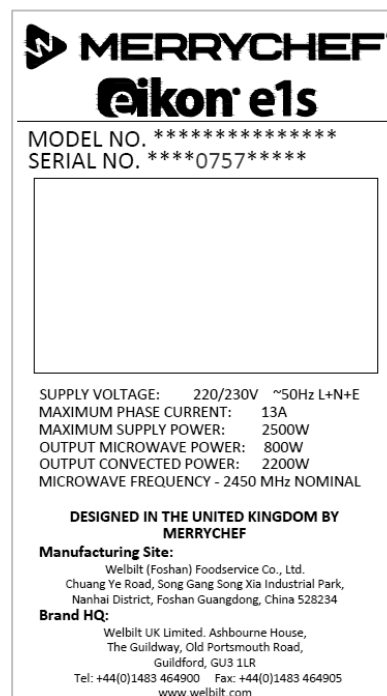 MERRYCHEF
eikon e1s
MODEL NO. ***************
SERIAL NO. ****0757*****
SUPPLY VOLTAGE: 220/230V ~50Hz L+N+E
MAXIMUM PHASE CURRENT: 13A
MAXIMUM SUPPLY POWER: 2500W
OUTPUT MICROWAVE POWER: 800W
OUTPUT CONVECTED POWER: 2200W
MICROWAVE FREQUENCY - 2450 MHz NOMINAL
DESIGNED IN THE UNITED KINGDOM BY
MERRYCHEF
Manufacturing Site:
Welbilt (Foshan) Foodservice Co., Ltd.
Chuang Ye Road, Song Gang Song Xia Industrial Park,
Nanhai District, Foshan Guangdong, China 528234
Brand HQ:
Welbilt UK Limited. Ashbourne House,
The Guildway, Old Portsmouth Road,
Guildford, GU3 1LR
Tel: +44(0)1483 464900 Fax: +44(0)1483 464905
www.welbilt.com